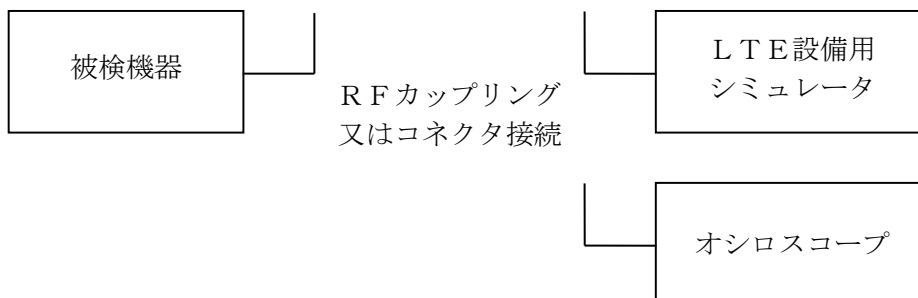 被検機器
ＲＦカップリング
又はコネクタ接続
ＬＴＥ設備用
シミュレータ
オシロスコープ